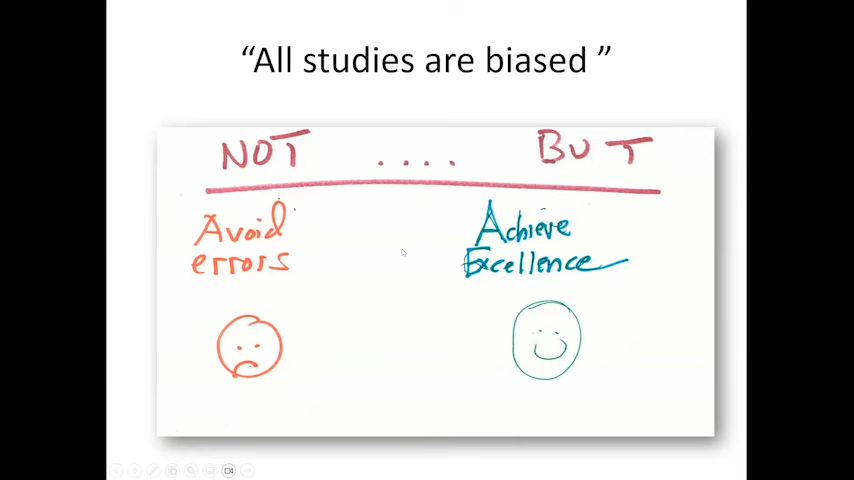 “All studies are biased ”
NOT .... BUT
Avoid
errors
Achieve
Excellence